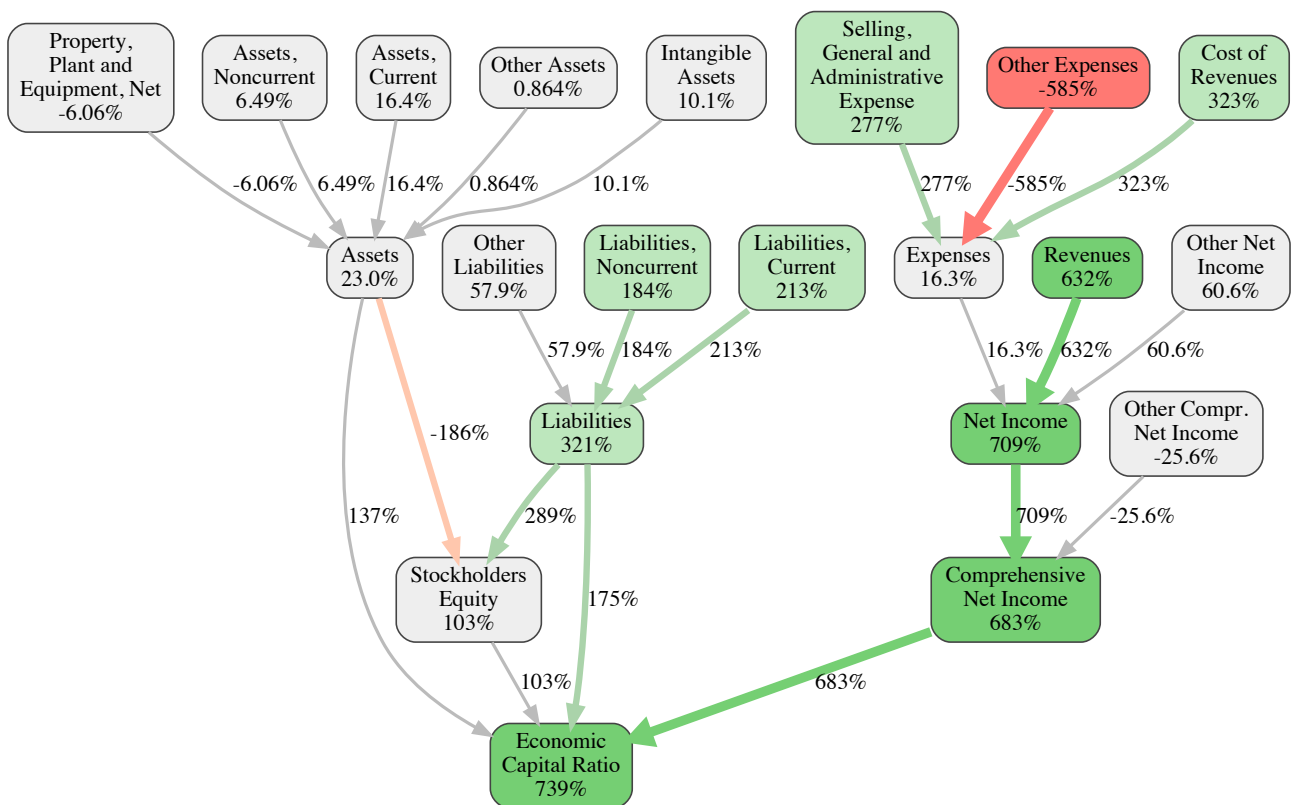 Property,
Plant and
Equipment, Net
-6.06%
Assets,
Noncurrent
6.49%
Assets,
Current
16.4%
Other Assets
0.864%
Intangible
Assets
10.1%
Selling,
General and
Administrative
Expense
277%
Other Expenses
-585%
Cost of
Revenues
323%
-6.06%
6.49%
16.4%
0.864%
10.1%
277%
-585%
323%
Assets
23.0%
Other
Liabilities
57.9%
Liabilities,
Noncurrent
184%
Liabilities,
Current
213%
Expenses
16.3%
Revenues
632%
Other Net
Income
60.6%
57.9%
184%
213%
16.3%
632%
60.6%
Liabilities
321%
Net Income
709%
Other Compr.
Net Income
-25.6%
-186%
137%
289%
709%
-25.6%
Stockholders
Equity
103%
175%
Comprehensive
Net Income
683%
103%
683%
Economic
Capital Ratio
739%